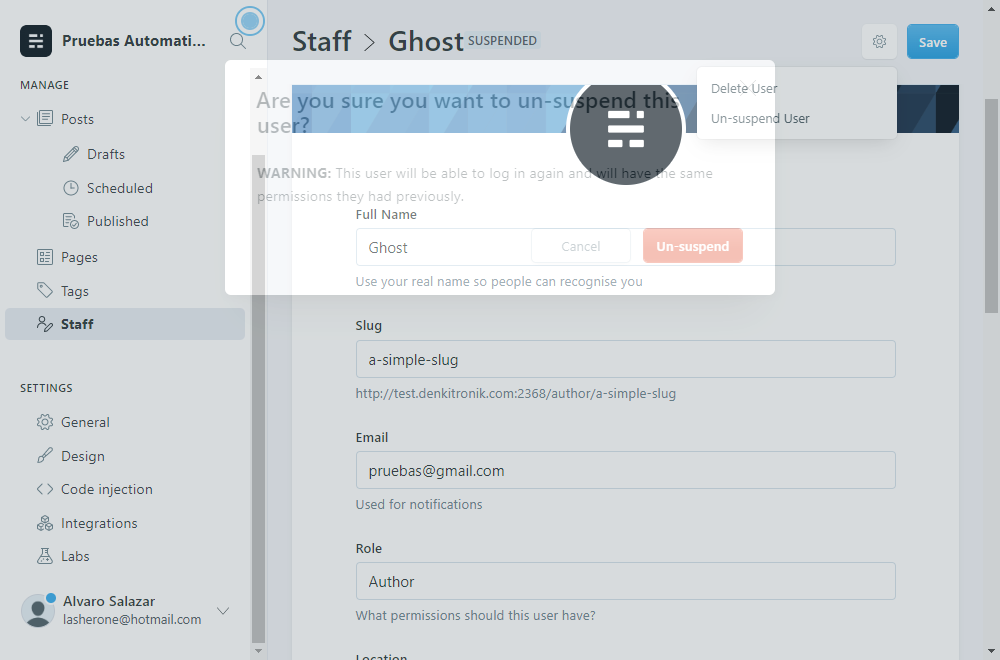 Pruebas Automati...
MANAGE
Posts
Drafts
Scheduled
Published
Pages
Tags
Staff
SETTINGS
General
Design
Code injection
Integrations
Labs
Alvaro Salazar
lasherone@hotmail.com
Staff > Ghost SUSPENDED
Save
Delete User
Un-suspend User
Are you sure you want to un-suspend this
user?
WARNING: This user will be able to log in again and will have the same
permissions they had previously.
Cancel
Un-suspend
Full Name
Ghost
Use your real name so people can recognise you
Slug
a-simple-slug
http://test.denkitronik.com:2368/author/a-simple-slug
Email
pruebas@gmail.com
Used for notifications
Role
Author
What permissions should this user have?
Location